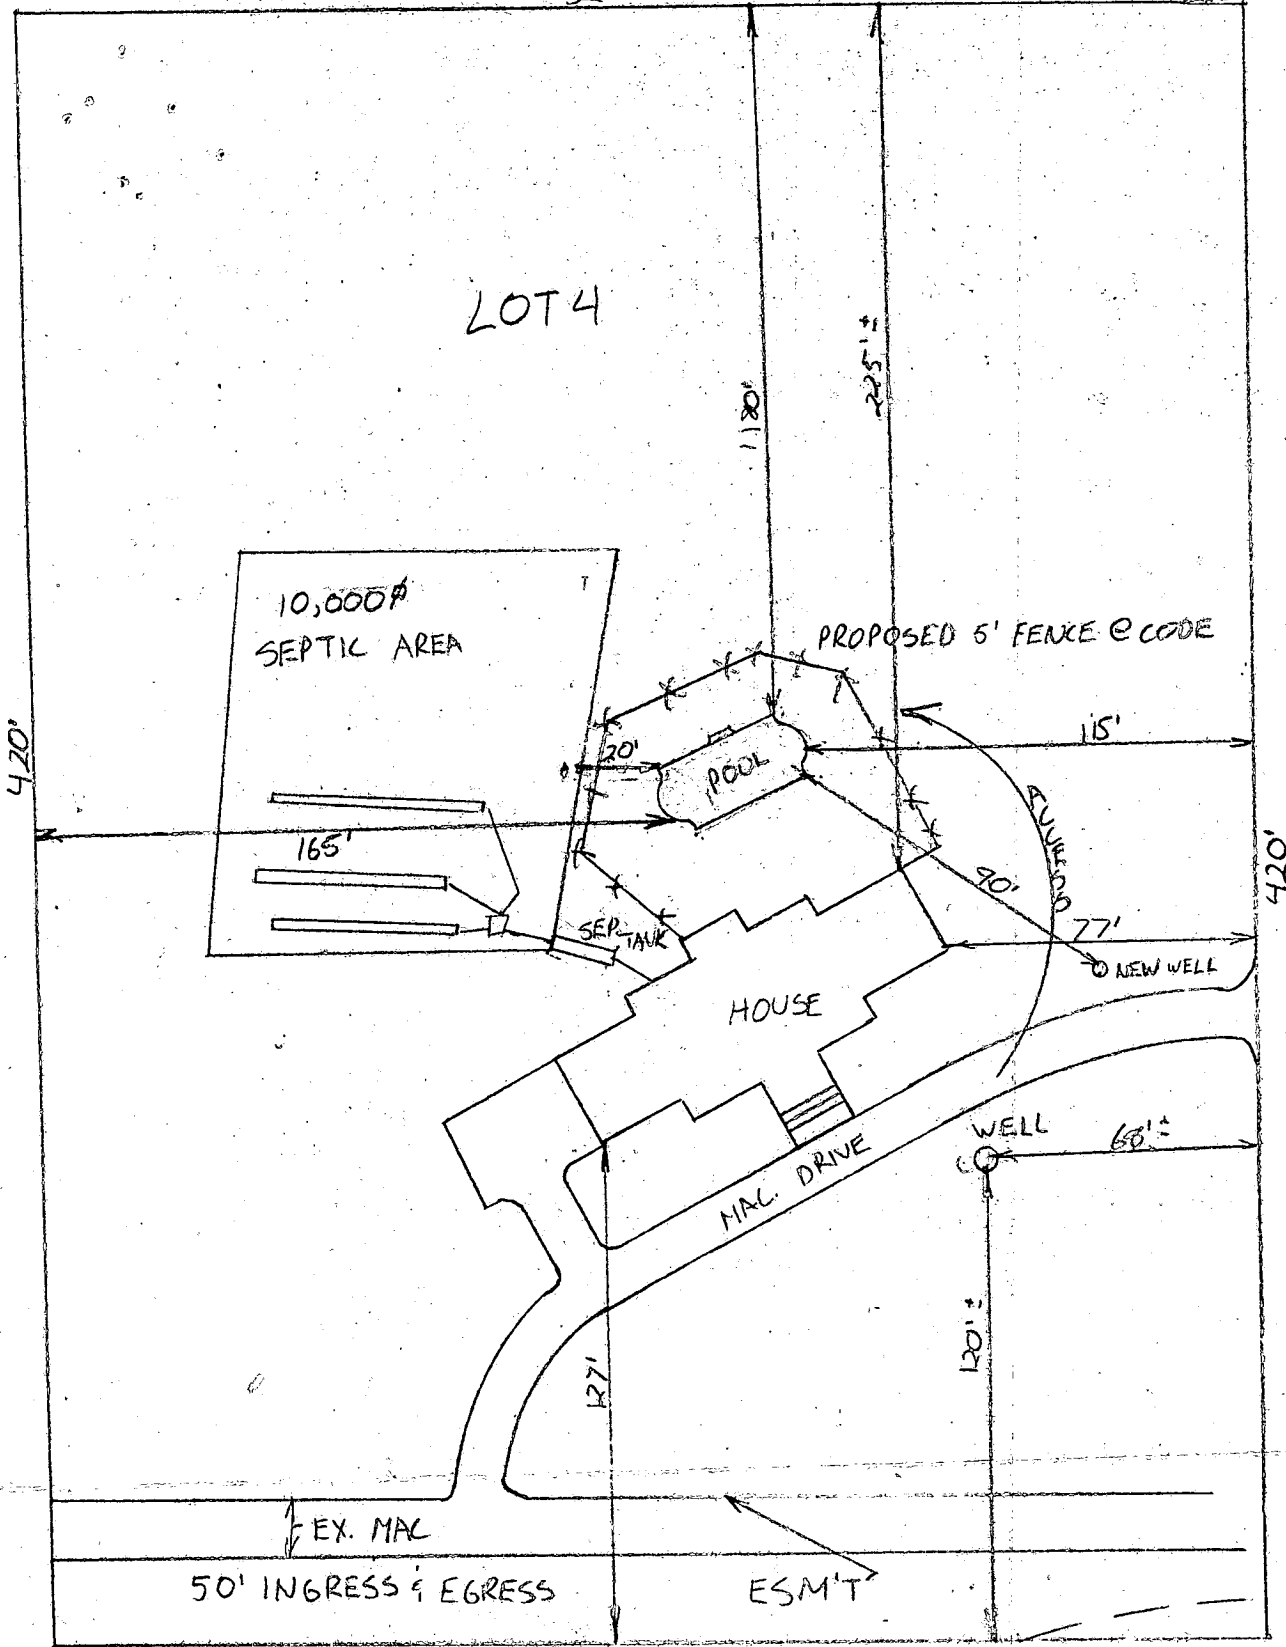 LOT 4
225'±
10,000
SEPTIC AREA
PROPOSED 5' FENCE @ CODE
420'
20'
POOL
115'
165'
90'
420'
77'
SEP. TANK
NEW WELL
HOUSE
WELL
68'±
MAC. DRIVE
120'±
127'
EX. MAC
50' INGRESS & EGRESS
ESM'T